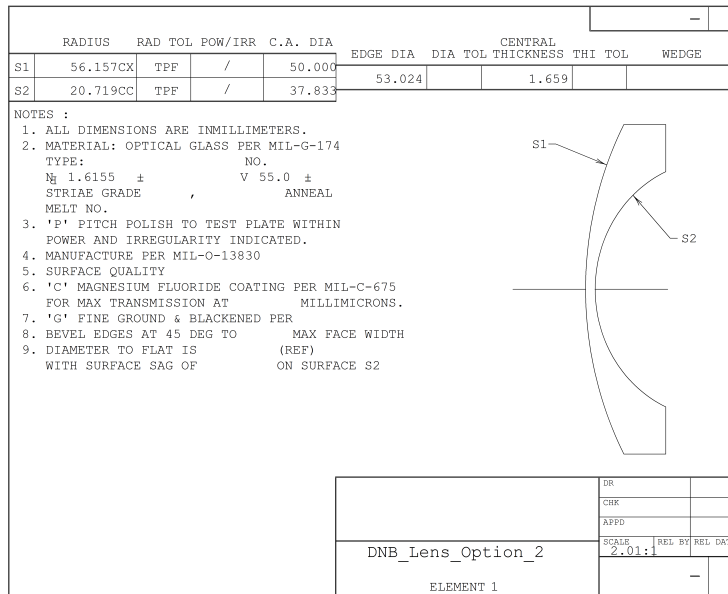 RADIUS RAD TOL POW/IRR C.A. DIA EDGE DIA DIA TOL CENTRAL THICKNESS THI TOL WEDGE
S1 56.157CX TPF / 50.000 53.024 1.659
S2 20.719CC TPF / 37.833
NOTES :
1. ALL DIMENSIONS ARE INMILLIMETERS.
2. MATERIAL: OPTICAL GLASS PER MIL-G-174
TYPE: NO.
Nd 1.6155 ± V 55.0 ±
STRIAE GRADE , ANNEAL
MELT NO.
3. 'P' PITCH POLISH TO TEST PLATE WITHIN
POWER AND IRREGULARITY INDICATED.
4. MANUFACTURE PER MIL-O-13830
5. SURFACE QUALITY
6. 'C' MAGNESIUM FLUORIDE COATING PER MIL-C-675
FOR MAX TRANSMISSION AT MILLIMICRONS.
7. 'G' FINE GROUND & BLACKENED PER
8. BEVEL EDGES AT 45 DEG TO MAX FACE WIDTH
9. DIAMETER TO FLAT IS (REF)
WITH SURFACE SAG OF ON SURFACE S2
S1
S2
DR
CHK
APPD
SCALE REL BY REL DAT
2.01:1
DNB_Lens_Option_2
ELEMENT 1